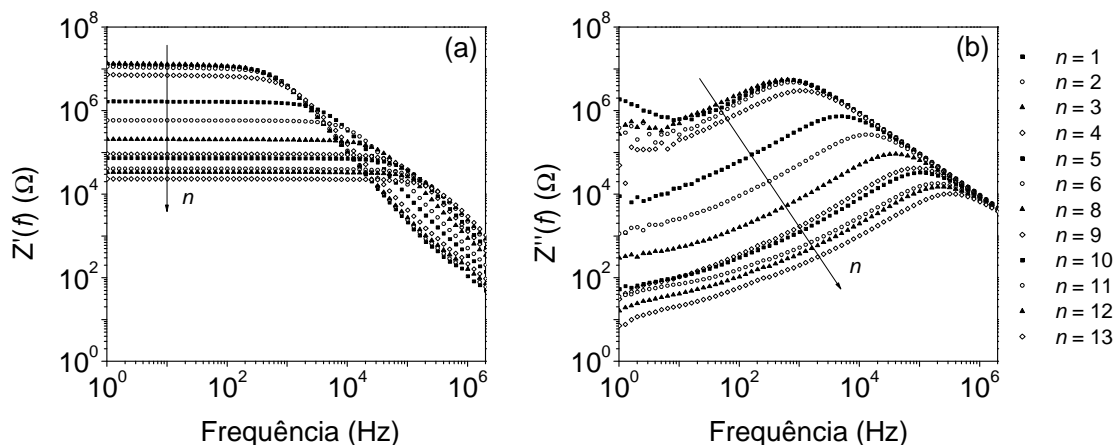 (a)
10^8
10^6
10^4
10^2
10^0
Z'(f) (Ω)
n
10^0 10^2 10^4 10^6
Frequência (Hz)
(b)
10^8
10^6
10^4
10^2
10^0
Z''(f) (Ω)
n
10^0 10^2 10^4 10^6
Frequência (Hz)
n = 1
n = 2
n = 3
n = 4
n = 5
n = 6
n = 8
n = 9
n = 10
n = 11
n = 12
n = 13